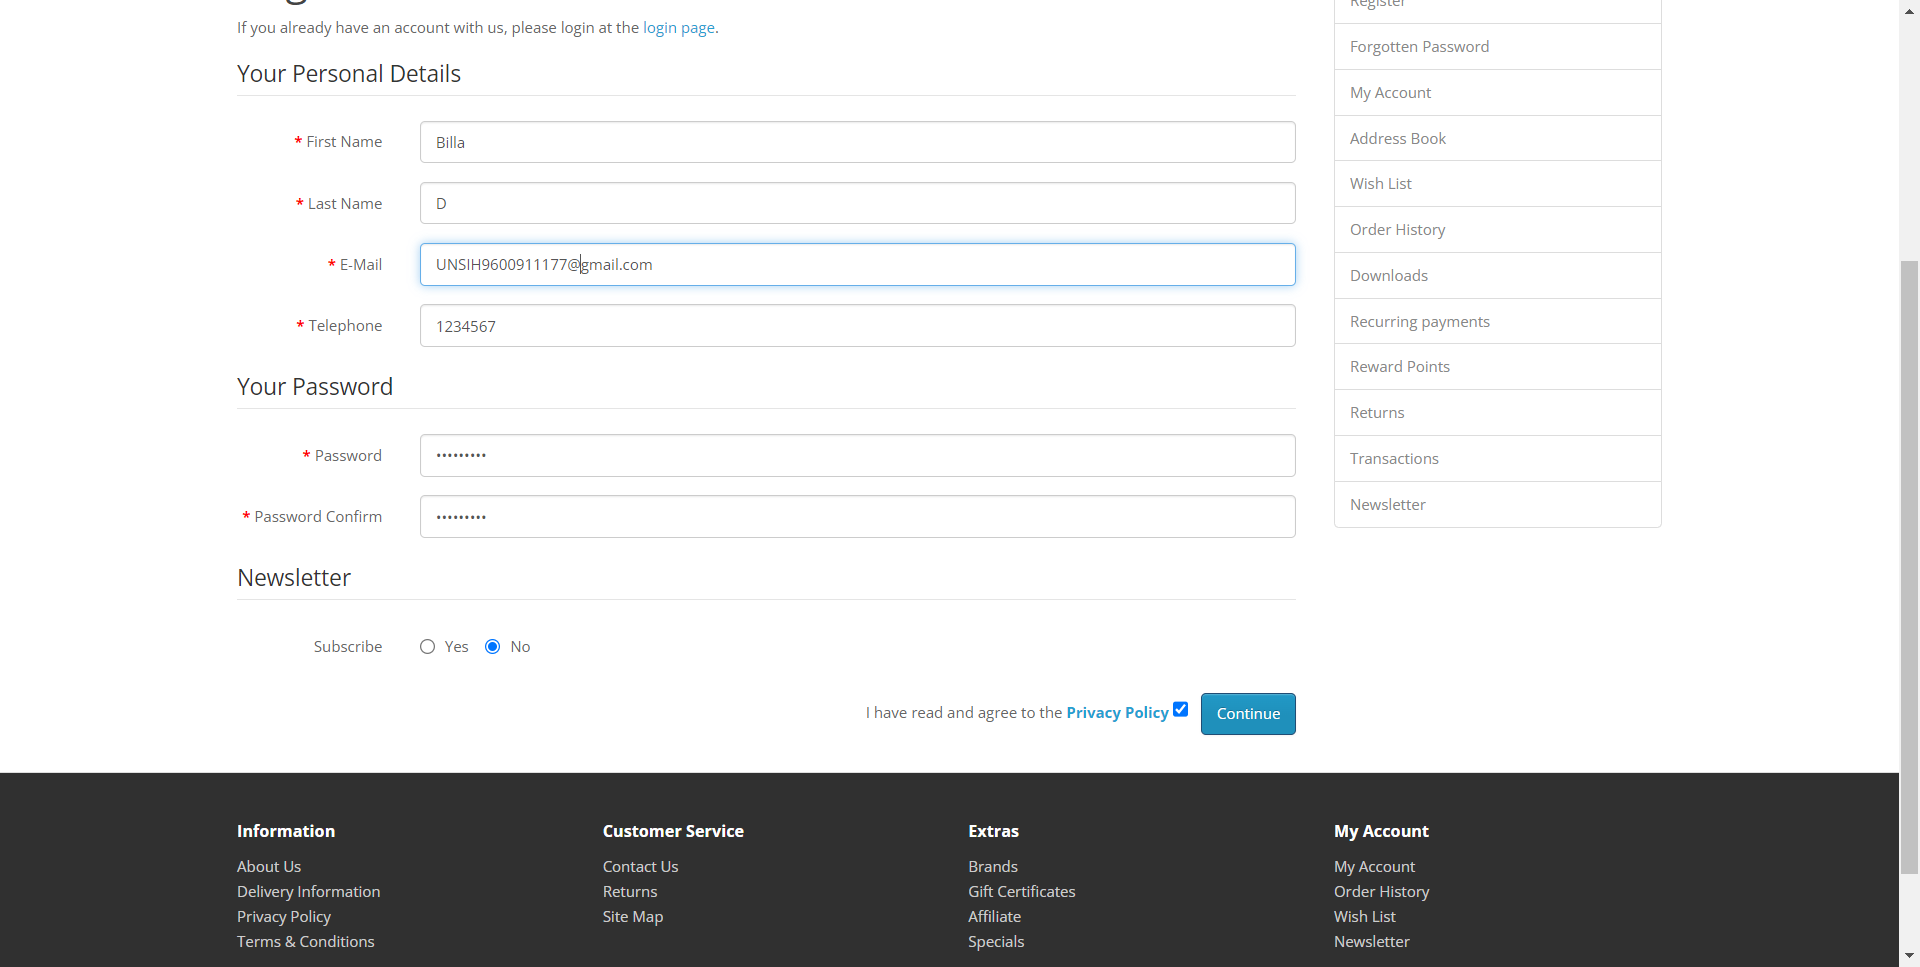 If you already have an account with us, please login at the login page.
Your Personal Details
* First Name
Billa
* Last Name
D
* E-Mail
UNSIH9600911177@gmail.com
* Telephone
1234567
Your Password
* Password
•••••••••
* Password Confirm
•••••••••
Newsletter
Subscribe
Yes
No
I have read and agree to the Privacy Policy
Continue
Register
Forgotten Password
My Account
Address Book
Wish List
Order History
Downloads
Recurring payments
Reward Points
Returns
Transactions
Newsletter
Information
About Us
Delivery Information
Privacy Policy
Terms & Conditions
Customer Service
Contact Us
Returns
Site Map
Extras
Brands
Gift Certificates
Affiliate
Specials
My Account
My Account
Order History
Wish List
Newsletter